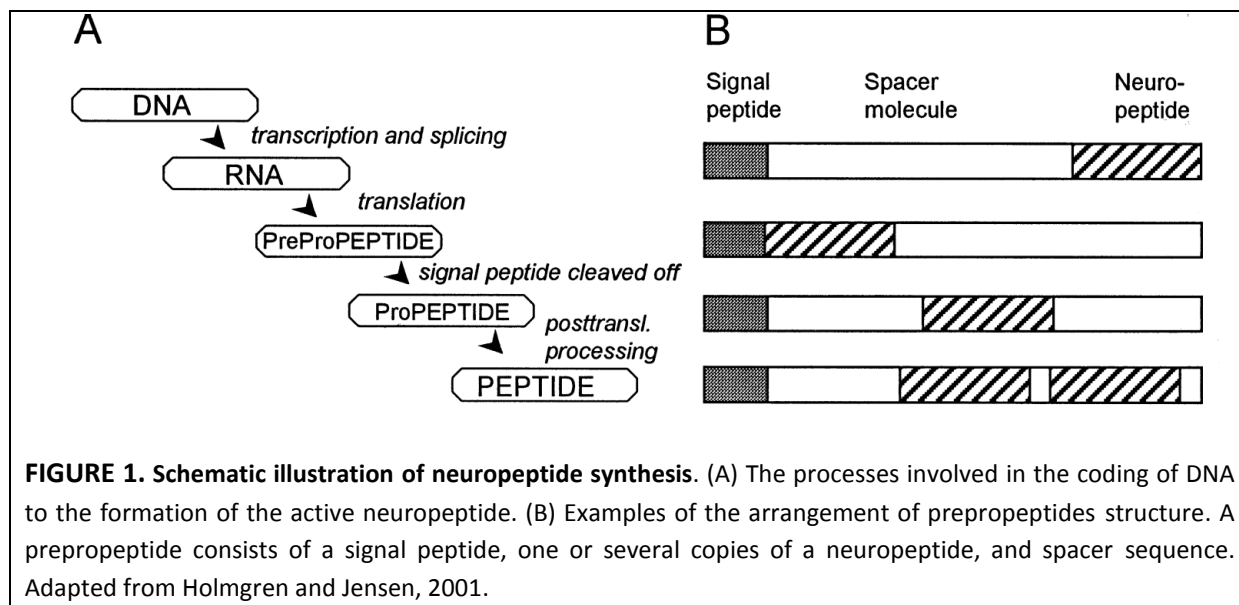 A
DNA
transcription and splicing
RNA
translation
PreProPEPTIDE
signal peptide cleaved off
ProPEPTIDE
posttransl.
processing
PEPTIDE
B
Signal
peptide
Spacer
molecule
Neuro-
peptide
FIGURE 1. Schematic illustration of neuropeptide synthesis. (A) The processes involved in the coding of DNA
to the formation of the active neuropeptide. (B) Examples of the arrangement of prepropeptides structure. A
prepropeptide consists of a signal peptide, one or several copies of a neuropeptide, and spacer sequence.
Adapted from Holmgren and Jensen, 2001.